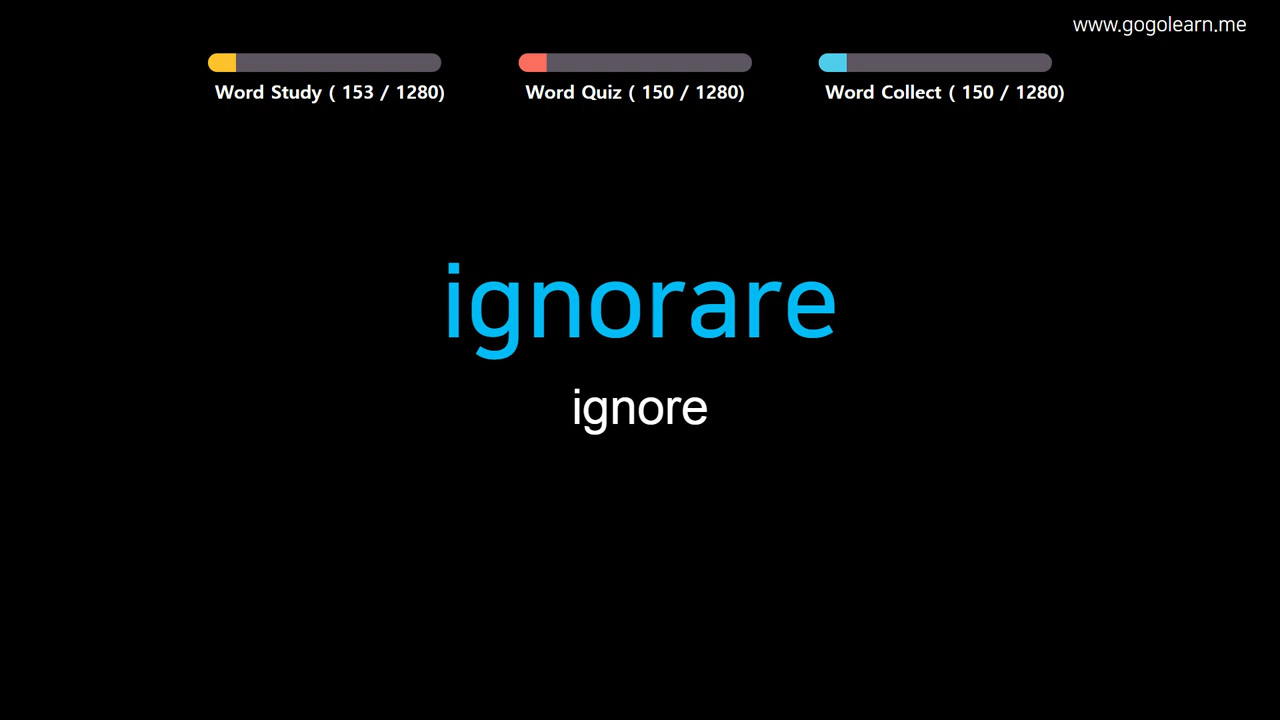 www.gogolearn.me
Word Study ( 153 / 1280)
Word Quiz ( 150 / 1280)
Word Collect ( 150 / 1280)
ignorare
ignore